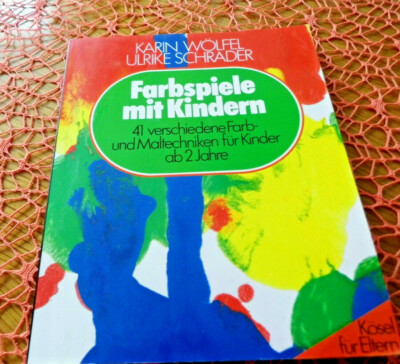 KARIN WÖLFEL
ULRIKE SCHRADER
Farbspiele
mit Kindern
41 verschiedene Farb-
und Maltechniken für Kinder
ab 2 Jahre
Kösel
für Eltern